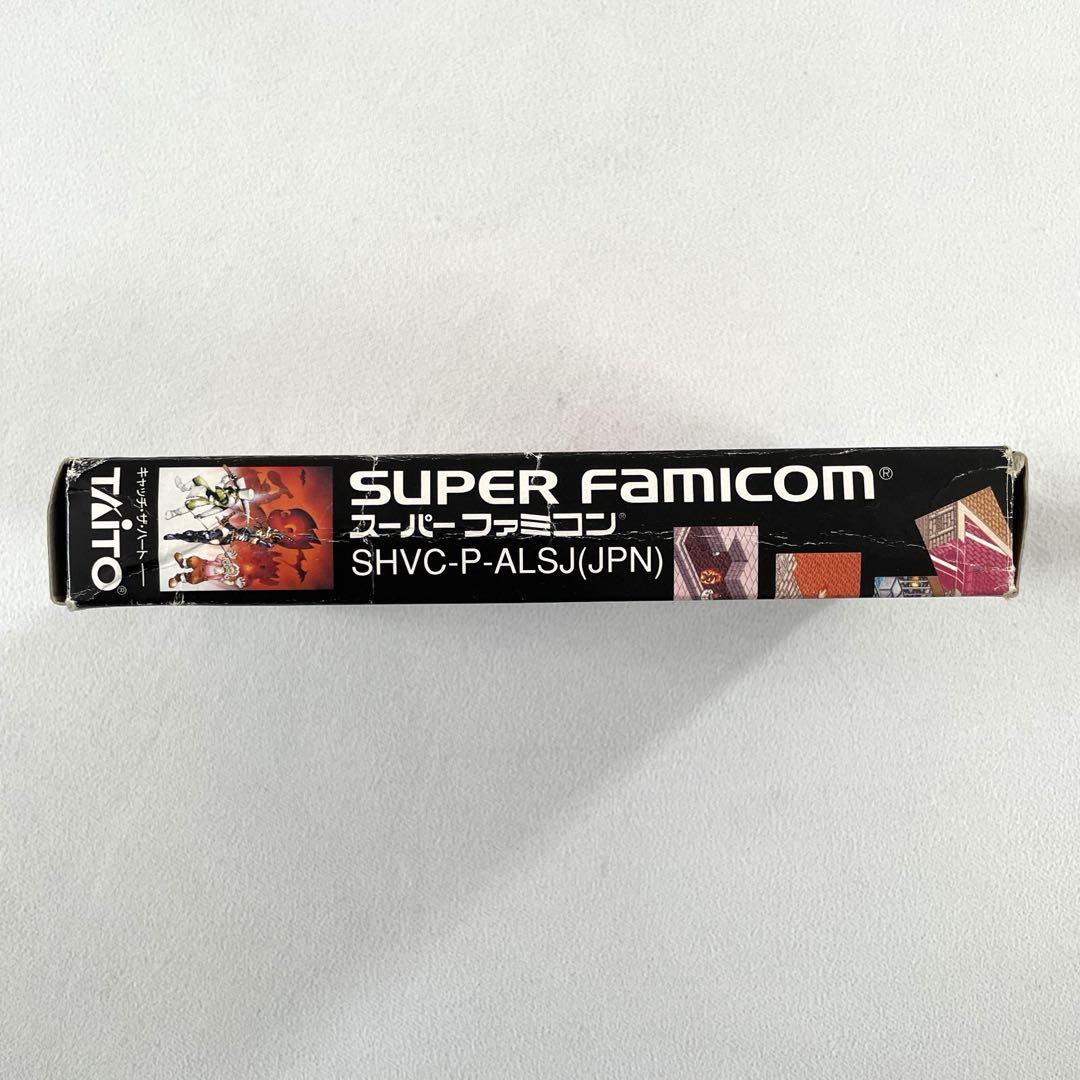 TAITO®
キャッチ・ザ・ハート
SUPER FAMICOM®
スーパーファミコン®
SHVC-P-ALSJ(JPN)